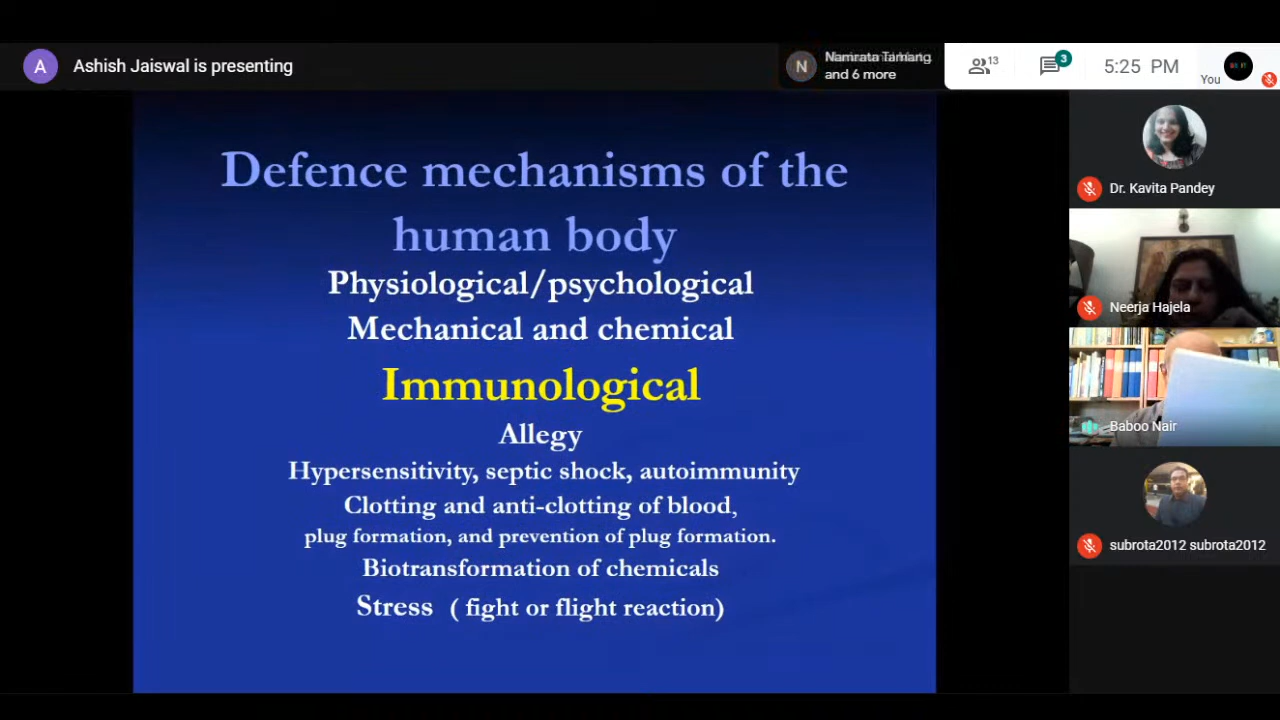 A
Ashish Jaiswal is presenting
N
Namrata Tamang
and 6 more
13
3
5:25 PM
You
Defence mechanisms of the
human body
Physiological/psychological
Mechanical and chemical
Immunological
Allegy
Hypersensitivity, septic shock, autoimmunity
Clotting and anti-clotting of blood,
plug formation, and prevention of plug formation.
Biotransformation of chemicals
Stress ( fight or flight reaction)
Dr. Kavita Pandey
Neerja Hajela
Baboo Nair
subrota2012 subrota2012